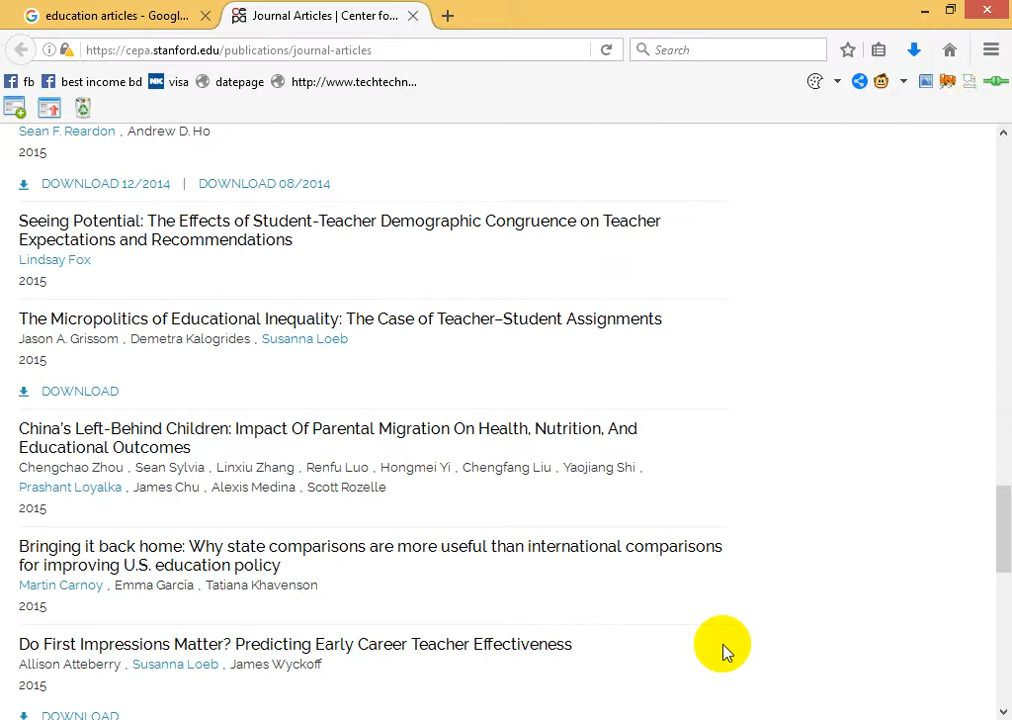 education articles - Googl...
Journal Articles | Center fo...
https://cepa.stanford.edu/publications/journal-articles
Search
fb
best income bd
NK visa
datepage
http://www.techtechn...
Sean F. Reardon , Andrew D. Ho
2015
DOWNLOAD 12/2014 | DOWNLOAD 08/2014
Seeing Potential: The Effects of Student-Teacher Demographic Congruence on Teacher
Expectations and Recommendations
Lindsay Fox
2015
The Micropolitics of Educational Inequality: The Case of Teacher–Student Assignments
Jason A. Grissom , Demetra Kalogrides , Susanna Loeb
2015
DOWNLOAD
China's Left-Behind Children: Impact Of Parental Migration On Health, Nutrition, And
Educational Outcomes
Chengchao Zhou , Sean Sylvia , Linxiu Zhang , Renfu Luo , Hongmei Yi , Chengfang Liu , Yaojiang Shi ,
Prashant Loyalka , James Chu , Alexis Medina , Scott Rozelle
2015
Bringing it back home: Why state comparisons are more useful than international comparisons
for improving U.S. education policy
Martin Carnoy , Emma García , Tatiana Khavenson
2015
Do First Impressions Matter? Predicting Early Career Teacher Effectiveness
Allison Atteberry , Susanna Loeb , James Wyckoff
2015
DOWNLOAD